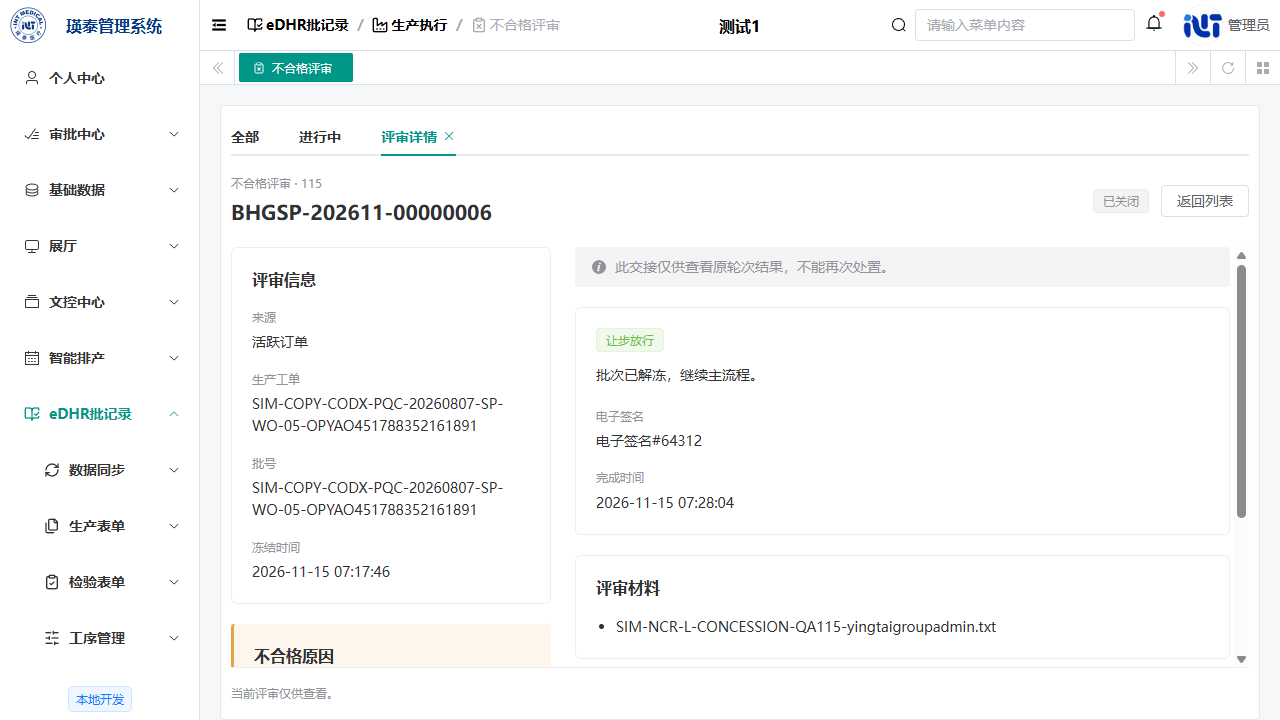 INT MEDICAL
瑛泰医疗
INT
瑛泰管理系统
eDHR批记录 / 生产执行 / 不合格评审
测试1
请输入菜单内容
INT
管理员
不合格评审
个人中心
审批中心
基础数据
展厅
文控中心
智能排产
eDHR批记录
数据同步
生产表单
检验表单
工序管理
本地开发
全部
进行中
评审详情
不合格评审 · 115
BHGSP-202611-00000006
已关闭
返回列表
评审信息
来源
活跃订单
生产工单
SIM-COPY-CODX-PQC-20260807-SP-
WO-05-OPYAO451788352161891
批号
SIM-COPY-CODX-PQC-20260807-SP-
WO-05-OPYAO451788352161891
冻结时间
2026-11-15 07:17:46
不合格原因
此交接仅供查看原轮次结果，不能再次处置。
让步放行
批次已解冻，继续主流程。
电子签名
电子签名#64312
完成时间
2026-11-15 07:28:04
评审材料
SIM-NCR-L-CONCESSION-QA115-yingtaigroupadmin.txt
当前评审仅供查看。